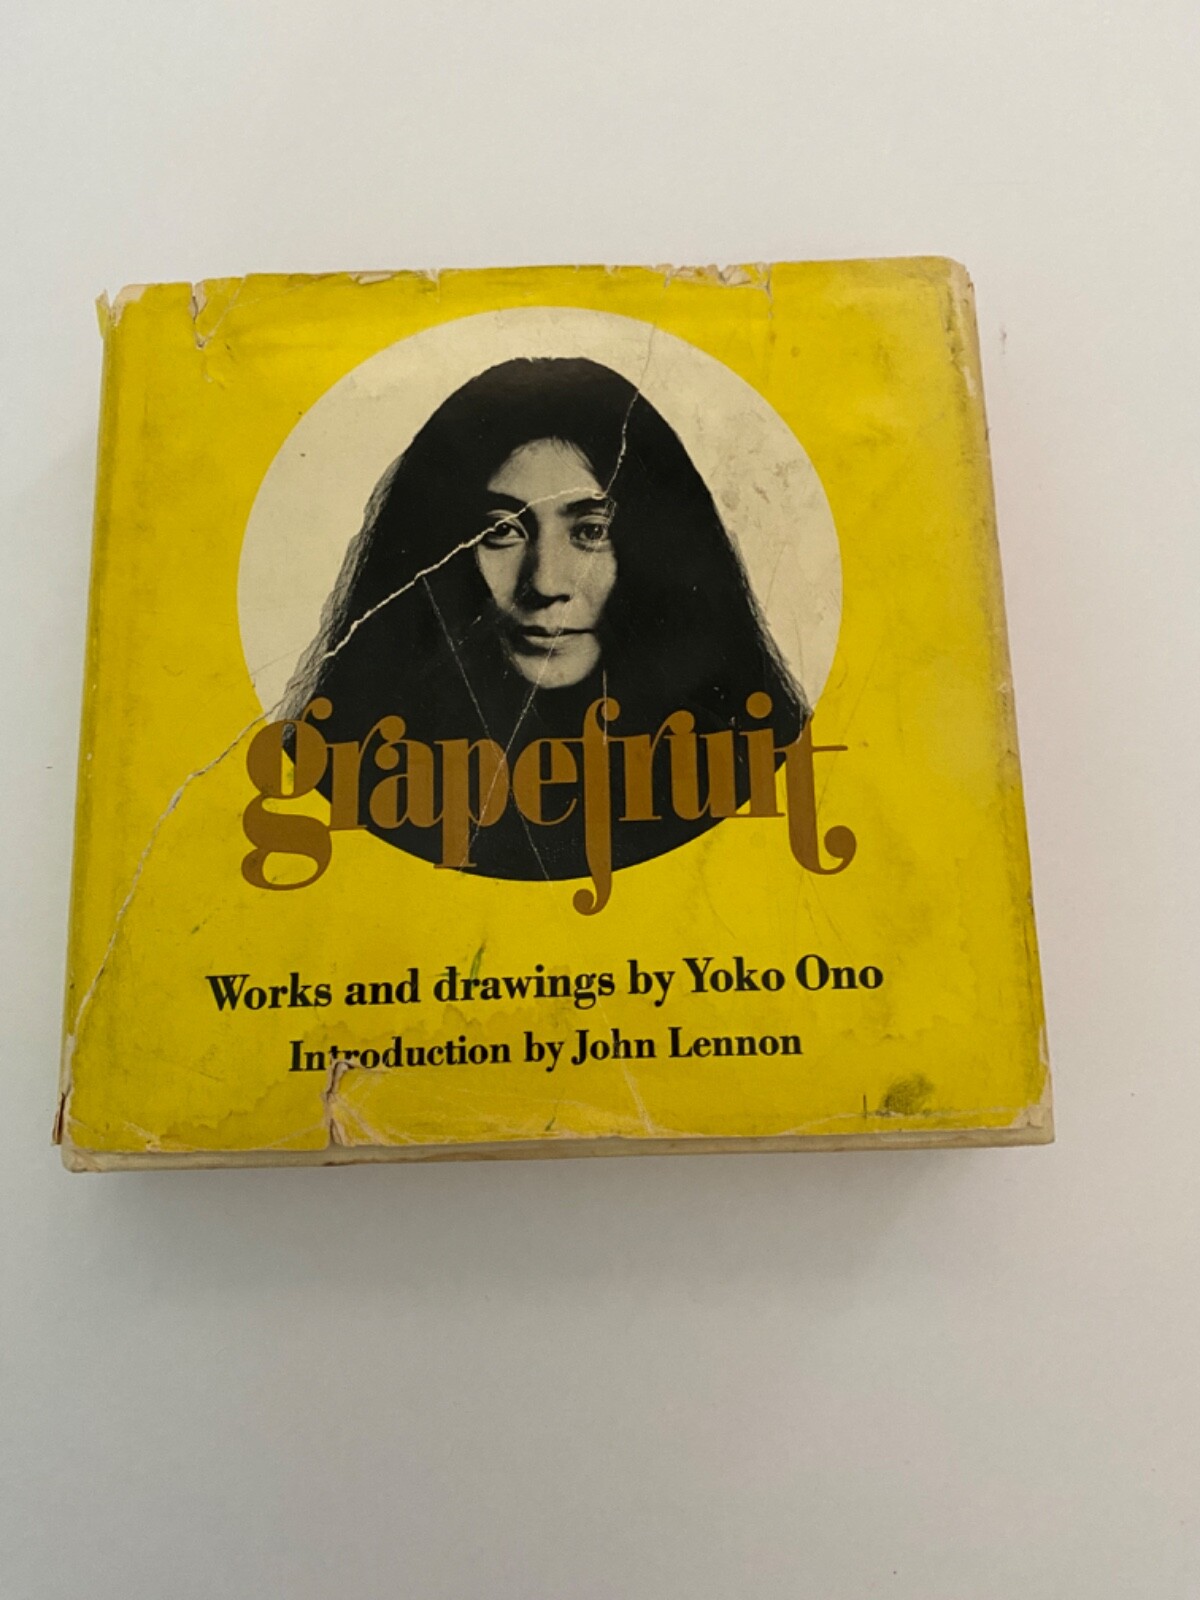 grapefruit
Works and drawings by Yoko Ono
Introduction by John Lennon